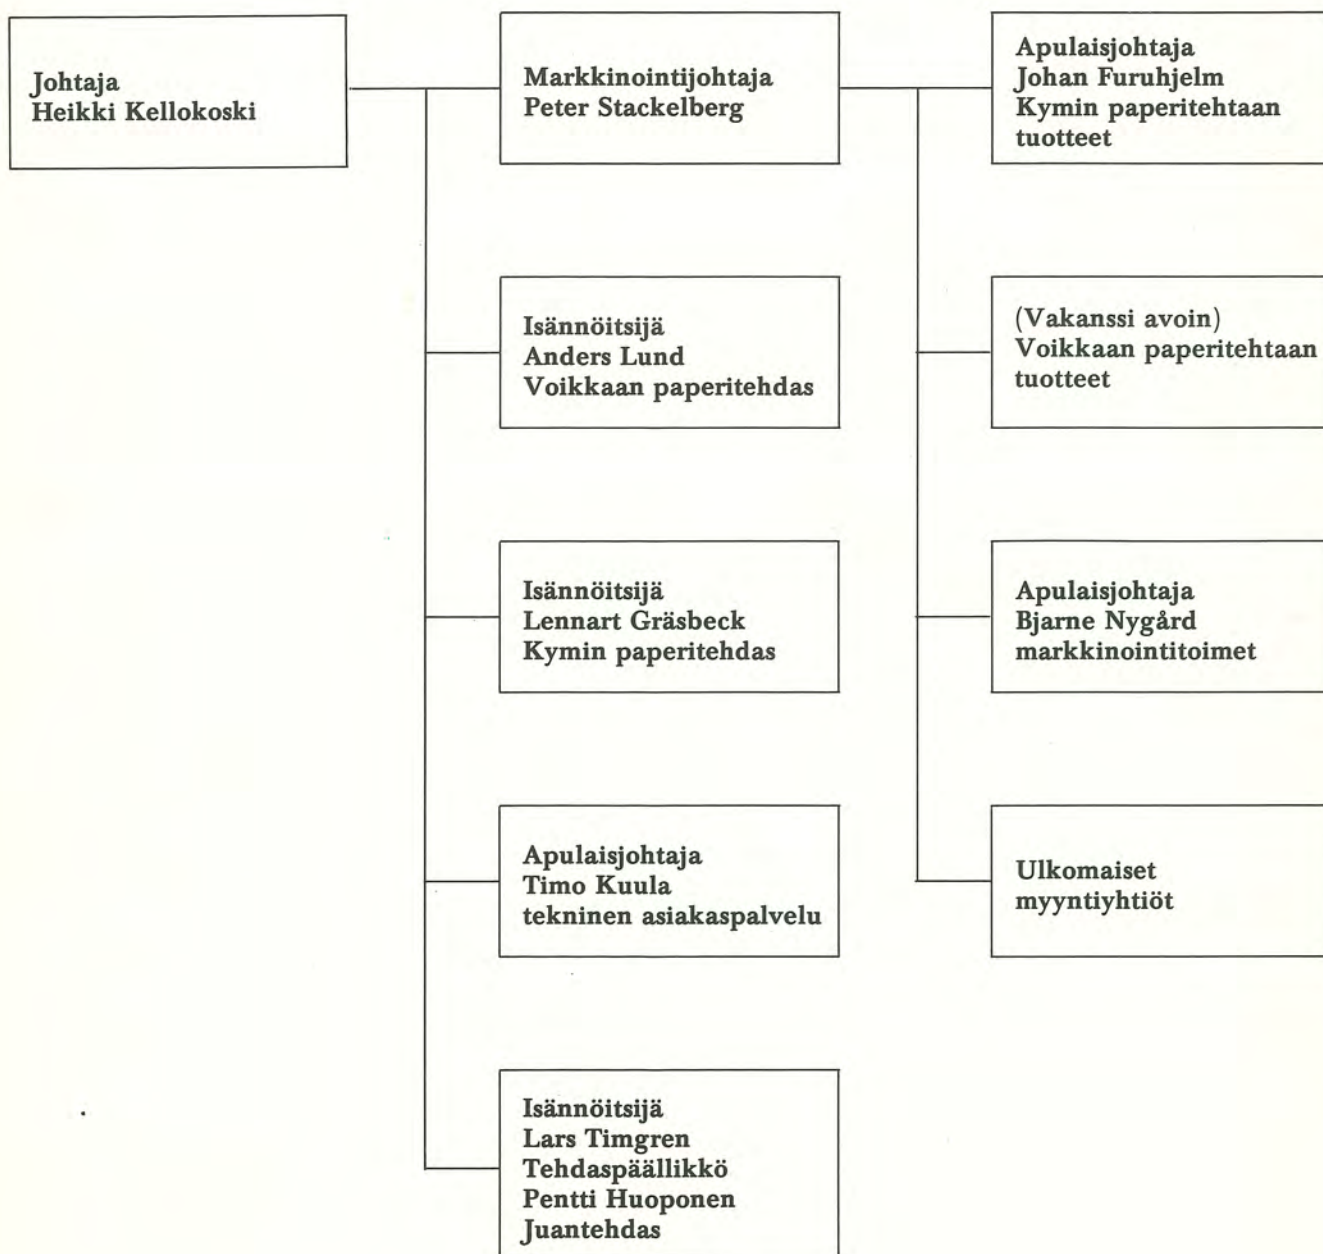 Johtaja
Heikki Kellokoski
Markkinointijohtaja
Peter Stackelberg
Apulaisjohtaja
Johan Furuhjelm
Kymin paperitehtaan
tuotteet
Isännöitsijä
Anders Lund
Voikkaan paperitehdas
(Vakanssi avoin)
Voikkaan paperitehtaan
tuotteet
Isännöitsijä
Lennart Gräsbeck
Kymin paperitehdas
Apulaisjohtaja
Bjarne Nygård
markkinointitoimet
Apulaisjohtaja
Timo Kuula
tekninen asiakaspalvelu
Ulkomaiset
myyntiyhtiöt
Isännöitsijä
Lars Timgren
Tehdaspäällikkö
Pentti Huoponen
Juantehdas